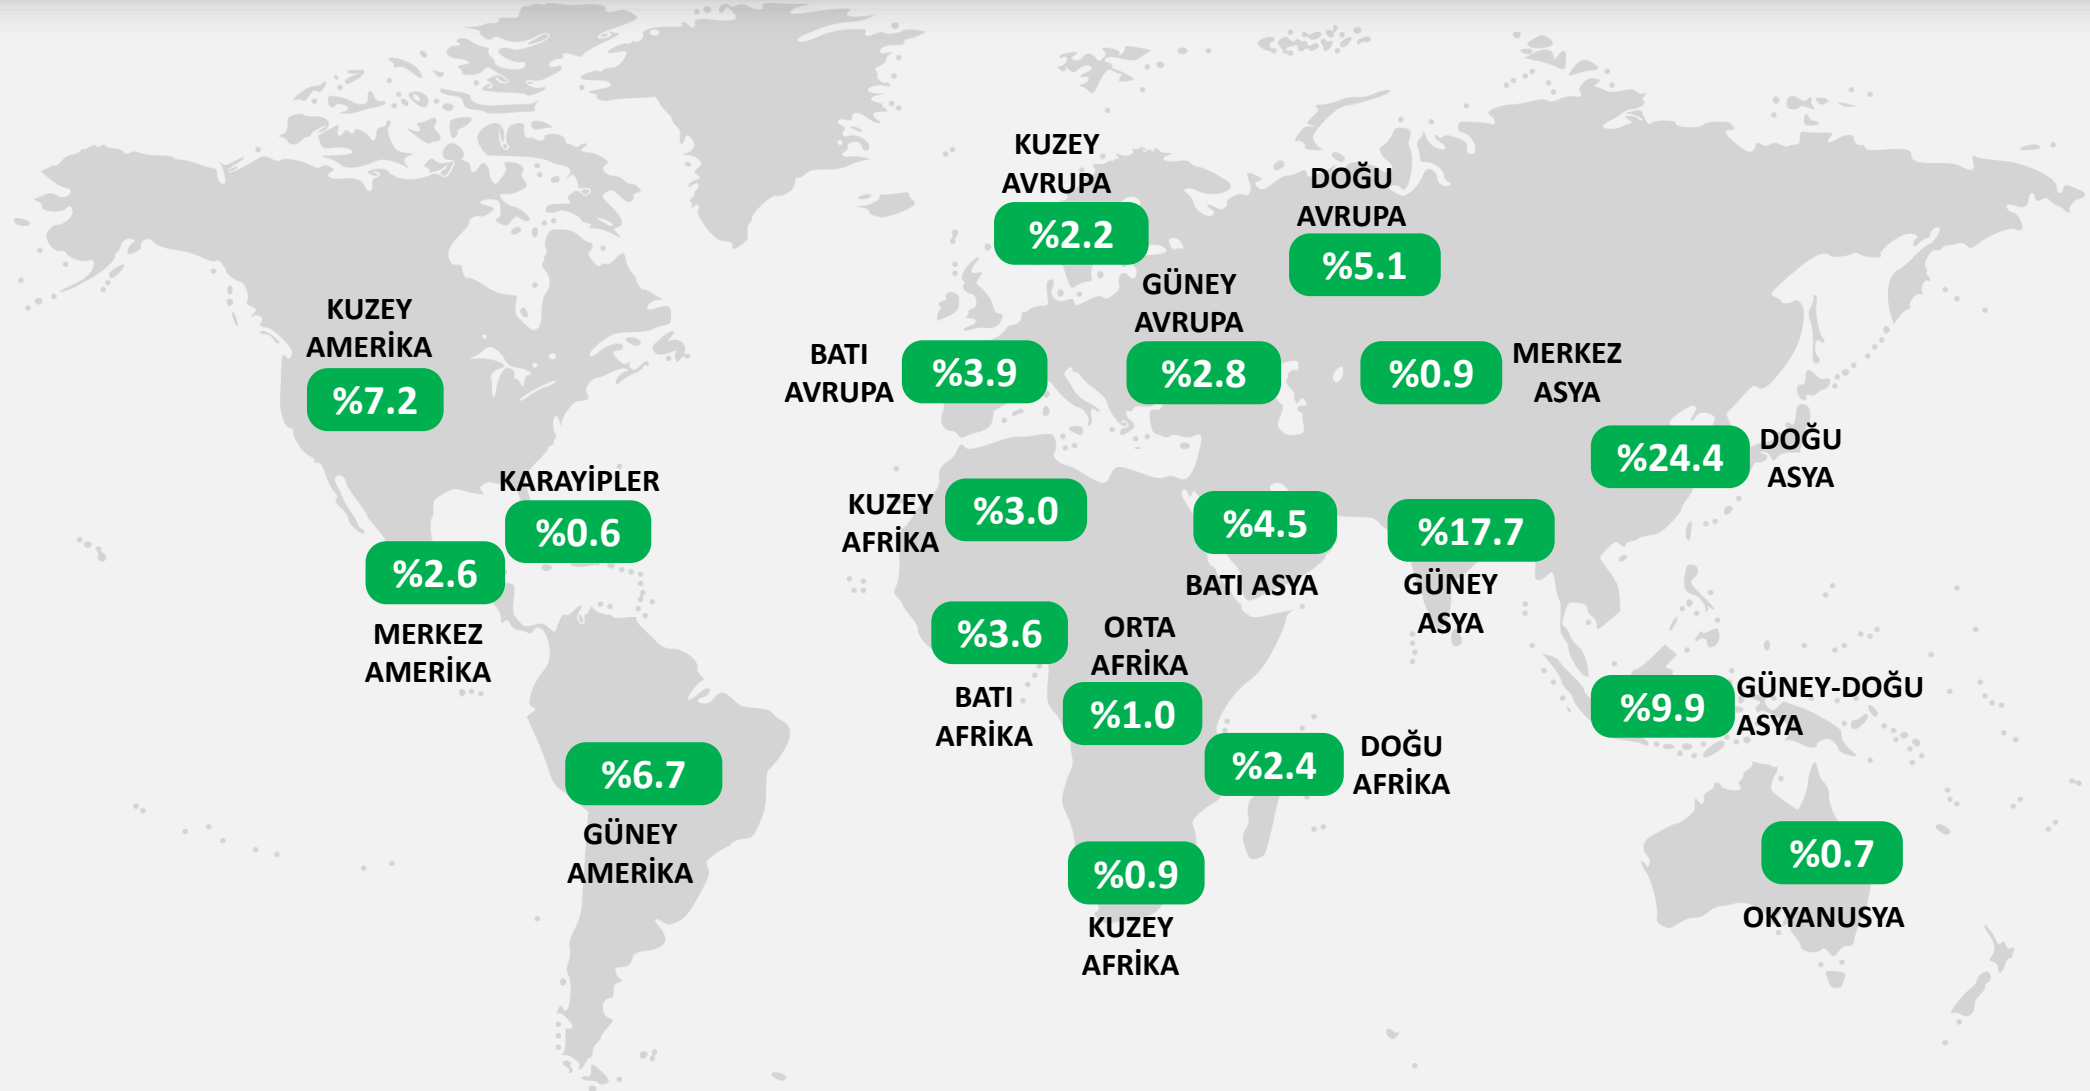 KUZEY
AVRUPA
%2.2
DOĞU
AVRUPA
%5.1
GÜNEY
AVRUPA
%2.8
KUZEY
AMERİKA
%7.2
BATI
AVRUPA
%3.9
%0.9
MERKEZ
ASYA
%24.4
DOĞU
ASYA
KARAYİPLER
%0.6
%2.6
MERKEZ
AMERİKA
KUZEY
AFRİKA
%3.0
%4.5
BATI ASYA
%17.7
GÜNEY
ASYA
%3.6
BATI
AFRİKA
ORTA
AFRİKA
%1.0
%9.9
GÜNEY-DOĞU
ASYA
%2.4
DOĞU
AFRİKA
%6.7
GÜNEY
AMERİKA
%0.9
KUZEY
AFRİKA
%0.7
OKYANUSYA